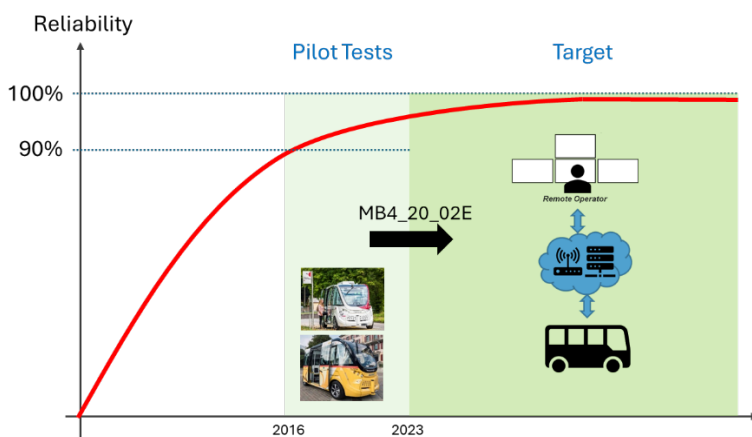 Reliability
Pilot Tests
Target
100%
90%
MB4_20_02E
Remote Operator
2016
2023